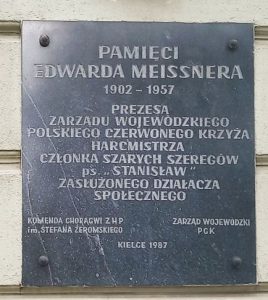 PAMIĘCI
EDWARDA MEISSNERA
1902 - 1957
PREZESA
ZARZĄDU WOJEWÓDZKIEGO
POLSKIEGO CZERWONEGO KRZYŻA
HARCMISTRZA
CZŁONKA SZARYCH SZEREGÓW
ps. „STANISŁAW"
ZASŁUŻONEGO DZIAŁACZA
SPOŁECZNEGO
KOMENDA CHORĄGWI ZHP
im. STEFANA ŻEROMSKIEGO
ZARZĄD WOJEWÓDZKI
PCK
KIELCE 1987